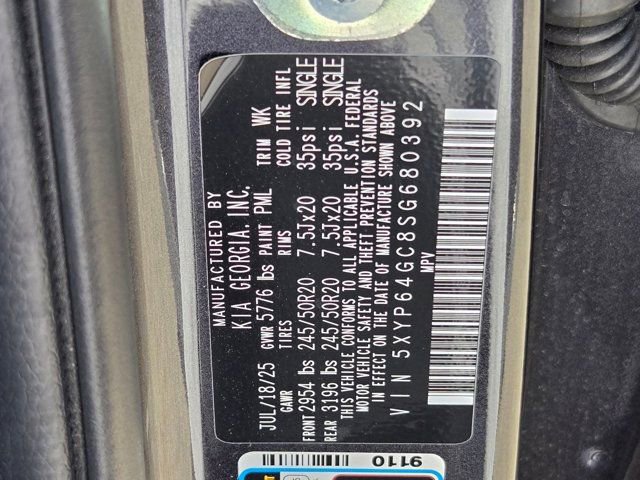 MANUFACTURED BY
KIA GEORGIA, INC.
JUL/18/25 GVWR 5776 lbs PAINT PML TRIM WK
GAWR TIRES RIMS COLD TIRE INFL
FRONT 2954 lbs 245/50R20 7.5Jx20 35psi SINGLE
REAR 3196 lbs 245/50R20 7.5Jx20 35psi SINGLE
THIS VEHICLE CONFORMS TO ALL APPLICABLE U.S.A. FEDERAL
MOTOR VEHICLE SAFETY AND THEFT PREVENTION STANDARDS
IN EFFECT ON THE DATE OF MANUFACTURE SHOWN ABOVE
VIN 5XYP64GC8SG680392
MPV
9110